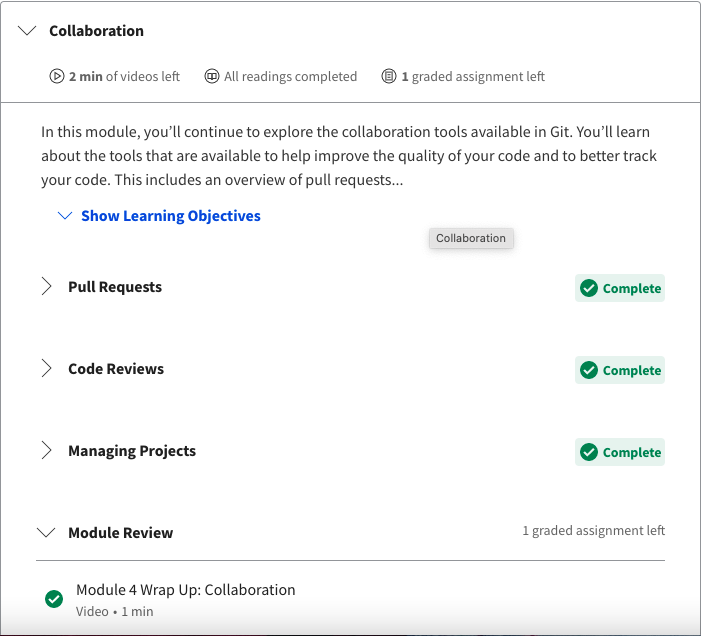 Collaboration
2 min of videos left All readings completed 1 graded assignment left
In this module, you’ll continue to explore the collaboration tools available in Git. You’ll learn
about the tools that are available to help improve the quality of your code and to better track
your code. This includes an overview of pull requests...
Show Learning Objectives
Collaboration
Pull Requests Complete
Code Reviews Complete
Managing Projects Complete
Module Review 1 graded assignment left
Module 4 Wrap Up: Collaboration
Video • 1 min